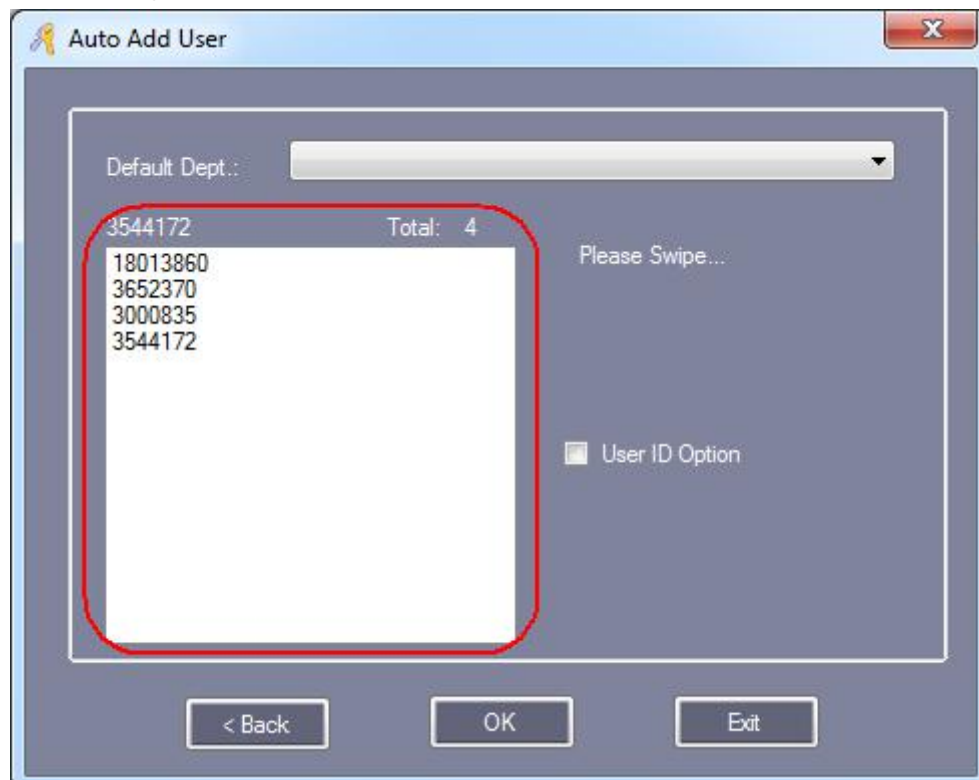 Auto Add User
Default Dept.:
3544172 Total: 4
18013860
3652370
3000835
3544172
Please Swipe...
User ID Option
< Back OK Exit